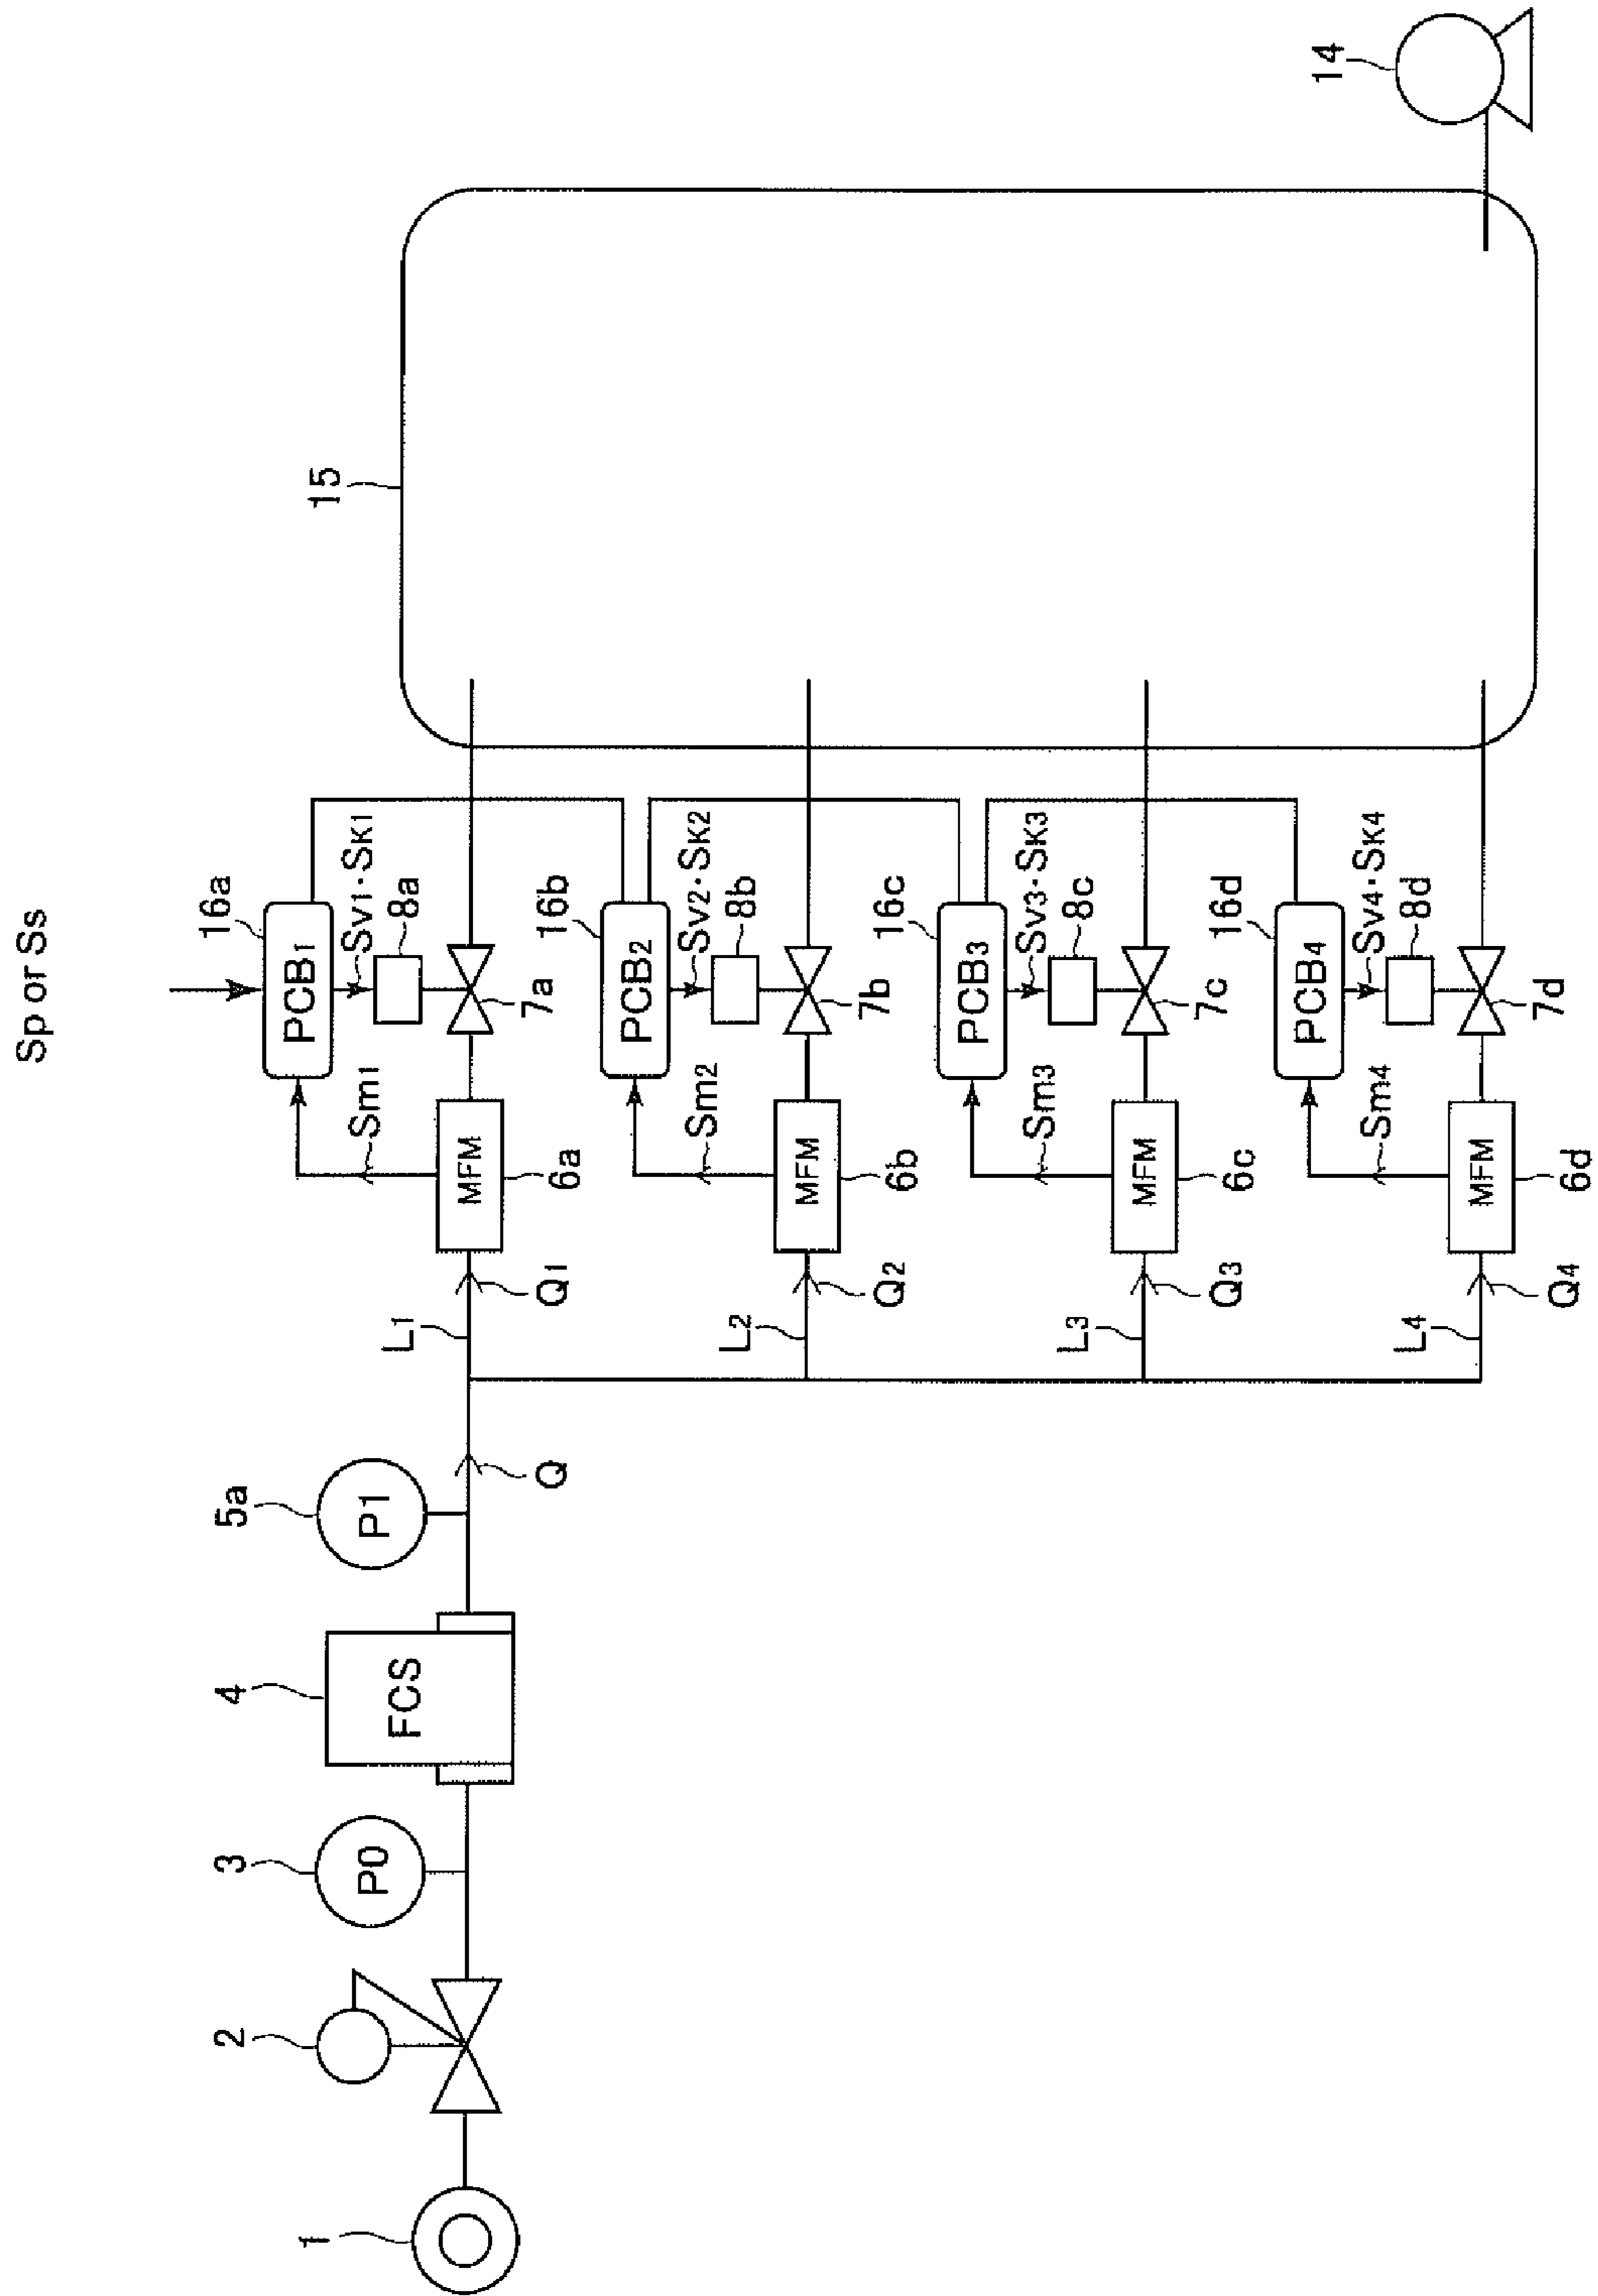 Sp or Ss
16a
PCB1
Sm1
Sv1·SK1
8a
7a
MFM
6a
L1
Q1
16b
PCB2
Sm2
Sv2·SK2
8b
7b
MFM
6b
L2
Q2
16c
PCB3
Sm3
Sv3·SK3
8c
7c
MFM
6c
L3
Q3
16d
PCB4
Sm4
Sv4·SK4
8d
7d
MFM
6d
L4
Q4
1
2
3
P0
4
FCS
5a
P1
Q
15
14